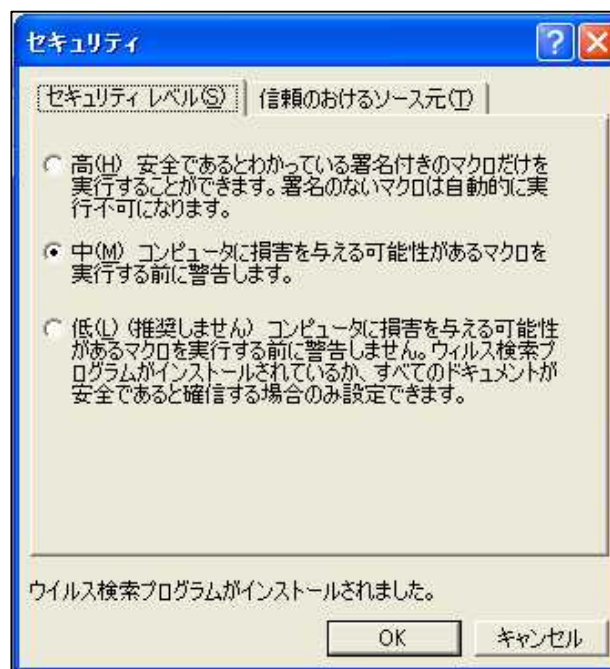 セキュリティ
セキュリティ レベル(S)
信頼のおけるソース元(T)
高(H) 安全であるとわかっている署名付きのマクロだけを
実行することができます。署名のないマクロは自動的に実
行不可になります。
中(M) コンピュータに損害を与える可能性があるマクロを
実行する前に警告します。
低(L) (推奨しません) コンピュータに損害を与える可能性
があるマクロを実行する前に警告しません。ウィルス検索プ
ログラムがインストールされているか、すべてのドキュメントが
安全であると確信する場合のみ設定できます。
ウイルス検索プログラムがインストールされました。
OK
キャンセル